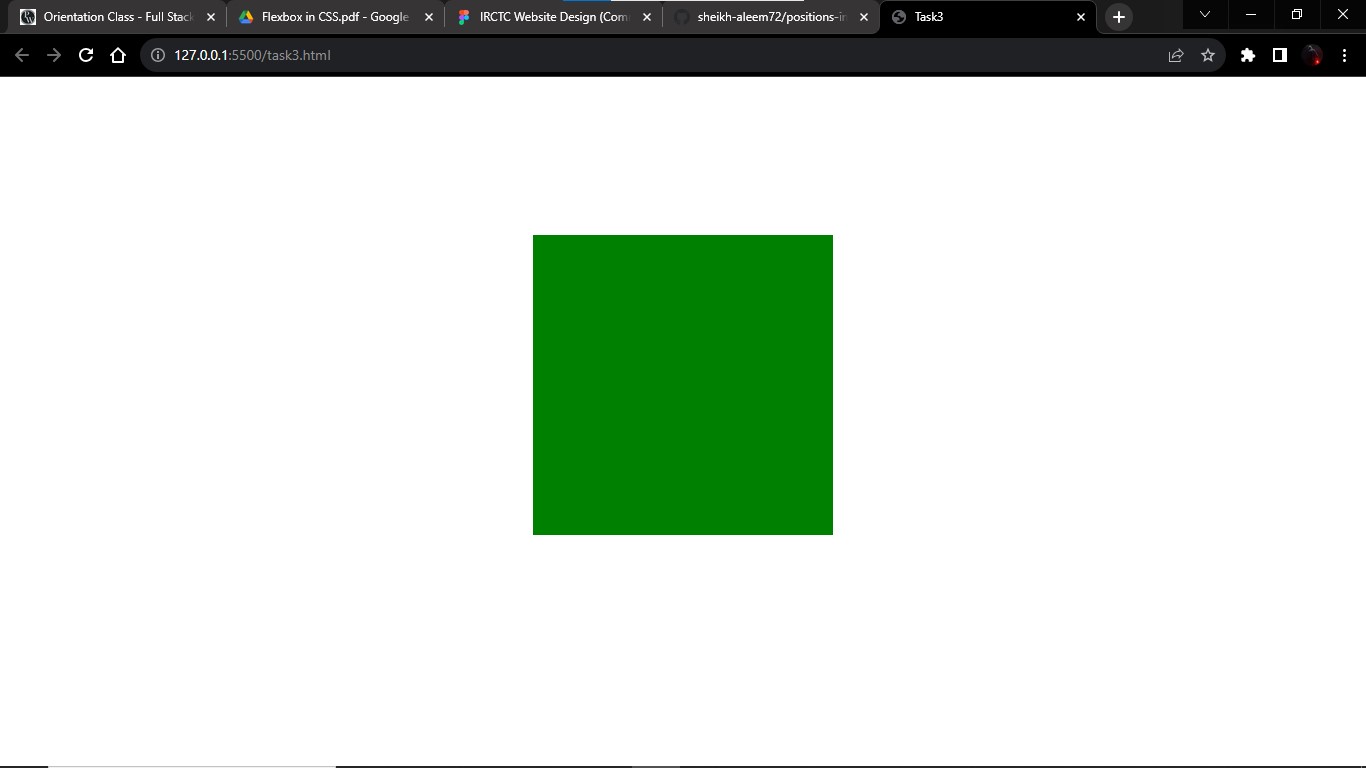 Orientation Class - Full Stack
Flexbox in CSS.pdf - Google
IRCTC Website Design (Com
sheikh-aleem72/positions-in
Task3
127.0.0.1:5500/task3.html